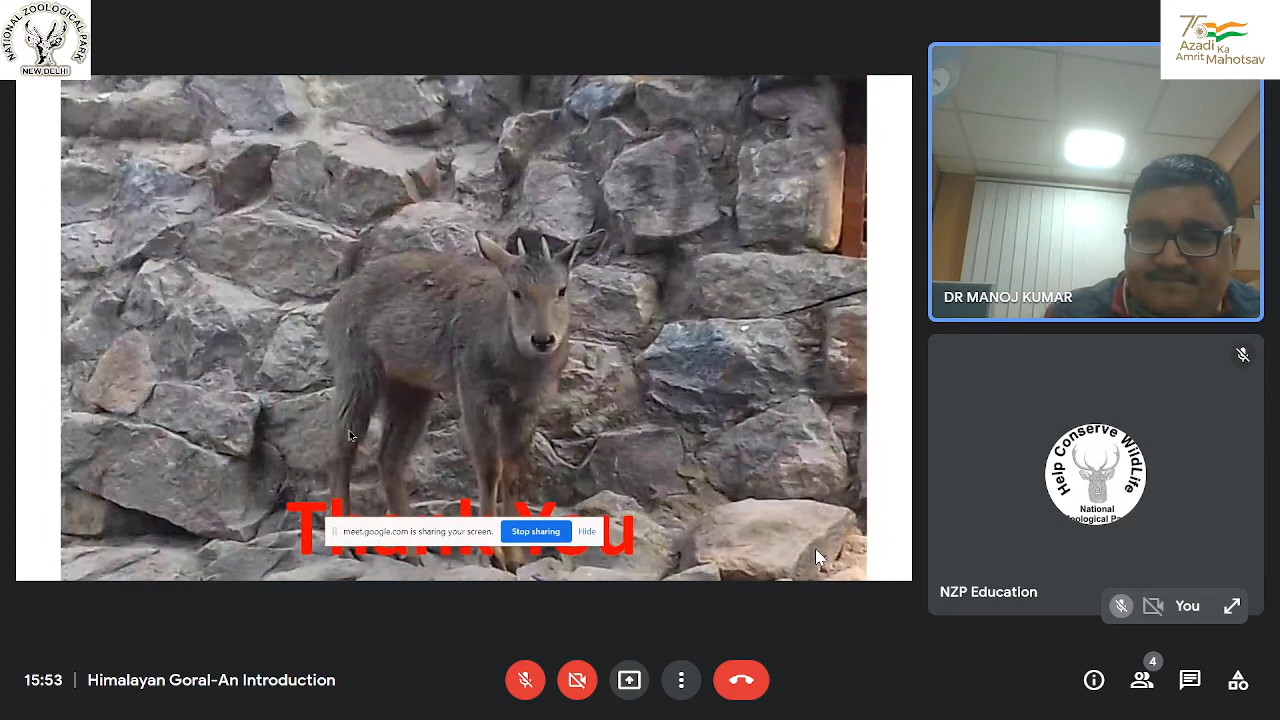 NATIONAL ZOOLOGICAL PARK
NEW DELHI
75
Azadi Ka
Amrit Mahotsav
DR MANOJ KUMAR
Thank You
meet.google.com is sharing your screen.
Stop sharing
Hide
Help Conserve WildLife
National
NZP Education
You
15:53
Himalayan Goral-An Introduction
4